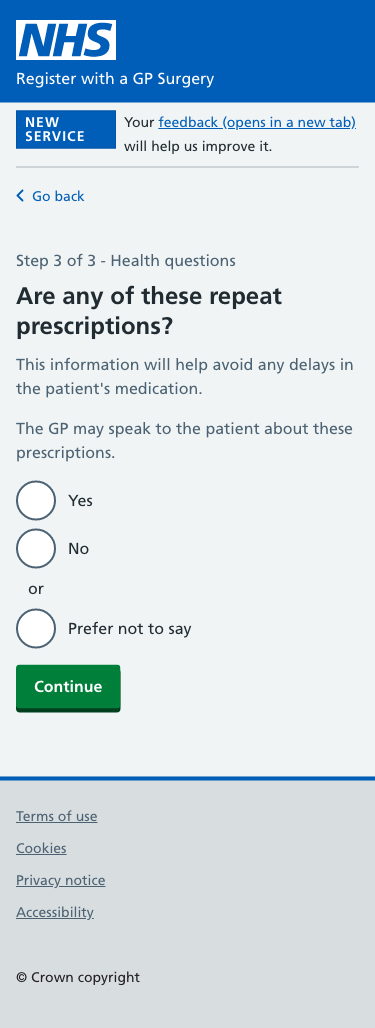 NHS
Register with a GP Surgery
NEW
SERVICE
Your feedback (opens in a new tab)
will help us improve it.
Go back
Step 3 of 3 - Health questions
Are any of these repeat
prescriptions?
This information will help avoid any delays in
the patient's medication.
The GP may speak to the patient about these
prescriptions.
Yes
No
or
Prefer not to say
Continue
Terms of use
Cookies
Privacy notice
Accessibility
© Crown copyright